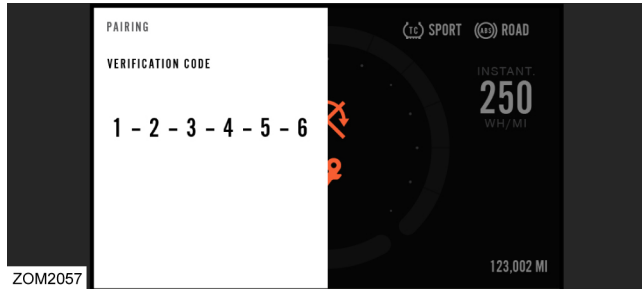 PAIRING
VERIFICATION CODE
1 - 2 - 3 - 4 - 5 - 6
TC SPORT ABS ROAD
INSTANT.
250
WH/MI
123,002 MI
ZOM2057